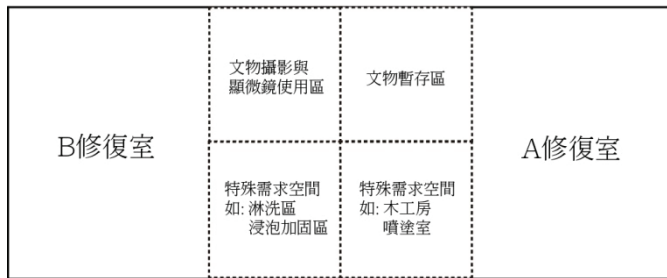 文物攝影與
顯微鏡使用區
文物暫存區
B修復室
A修復室
特殊需求空間
如: 淋洗區
浸泡加固區
特殊需求空間
如: 木工房
噴塗室